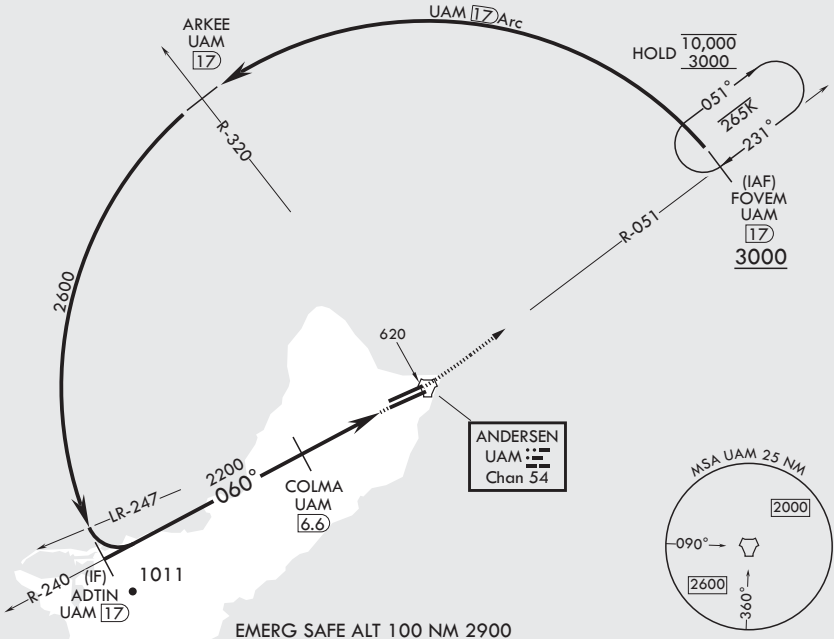 ARKEE
UAM
17
UAM 17 Arc
HOLD 10,000
3000
051°
265K
231°
R-320
(IAF)
FOVEM
UAM
17
3000
R-051
2600
620
ANDERSEN
UAM
Chan 54
2200
060°
COLMA
UAM
6.6
LR-247
R-240
(IF)
ADTIN
UAM 17
1011
MSA UAM 25 NM
2000
090°
2600
360°
EMERG SAFE ALT 100 NM 2900